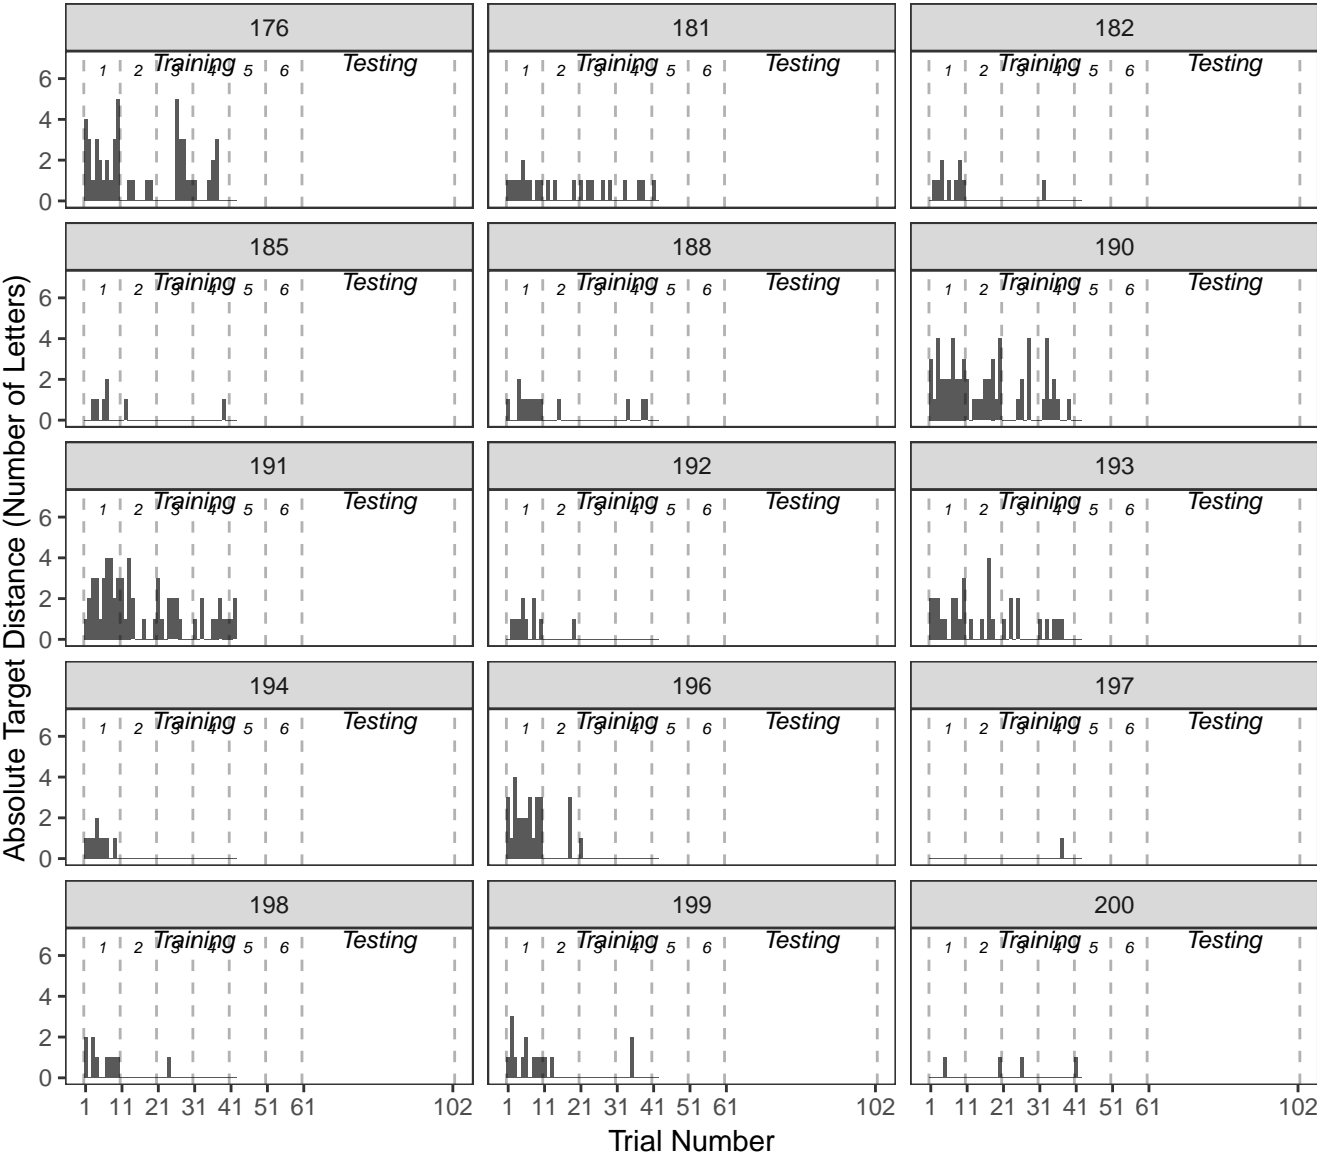 176 181 182
Training Testing Training Testing Training Testing
1 2 3 4 5 6 1 2 3 4 5 6 1 2 3 4 5 6
6
4
2
0
185 188 190
Training Testing Training Testing Training Testing
1 2 3 4 5 6 1 2 3 4 5 6 1 2 3 4 5 6
6
4
2
0
191 192 193
Training Testing Training Testing Training Testing
1 2 3 4 5 6 1 2 3 4 5 6 1 2 3 4 5 6
6
4
2
0
194 196 197
Training Testing Training Testing Training Testing
1 2 3 4 5 6 1 2 3 4 5 6 1 2 3 4 5 6
6
4
2
0
198 199 200
Training Testing Training Testing Training Testing
1 2 3 4 5 6 1 2 3 4 5 6 1 2 3 4 5 6
6
4
2
0
1 11 21 31 41 51 61 102 1 11 21 31 41 51 61 102 1 11 21 31 41 51 61 102
Trial Number
Absolute Target Distance (Number of Letters)